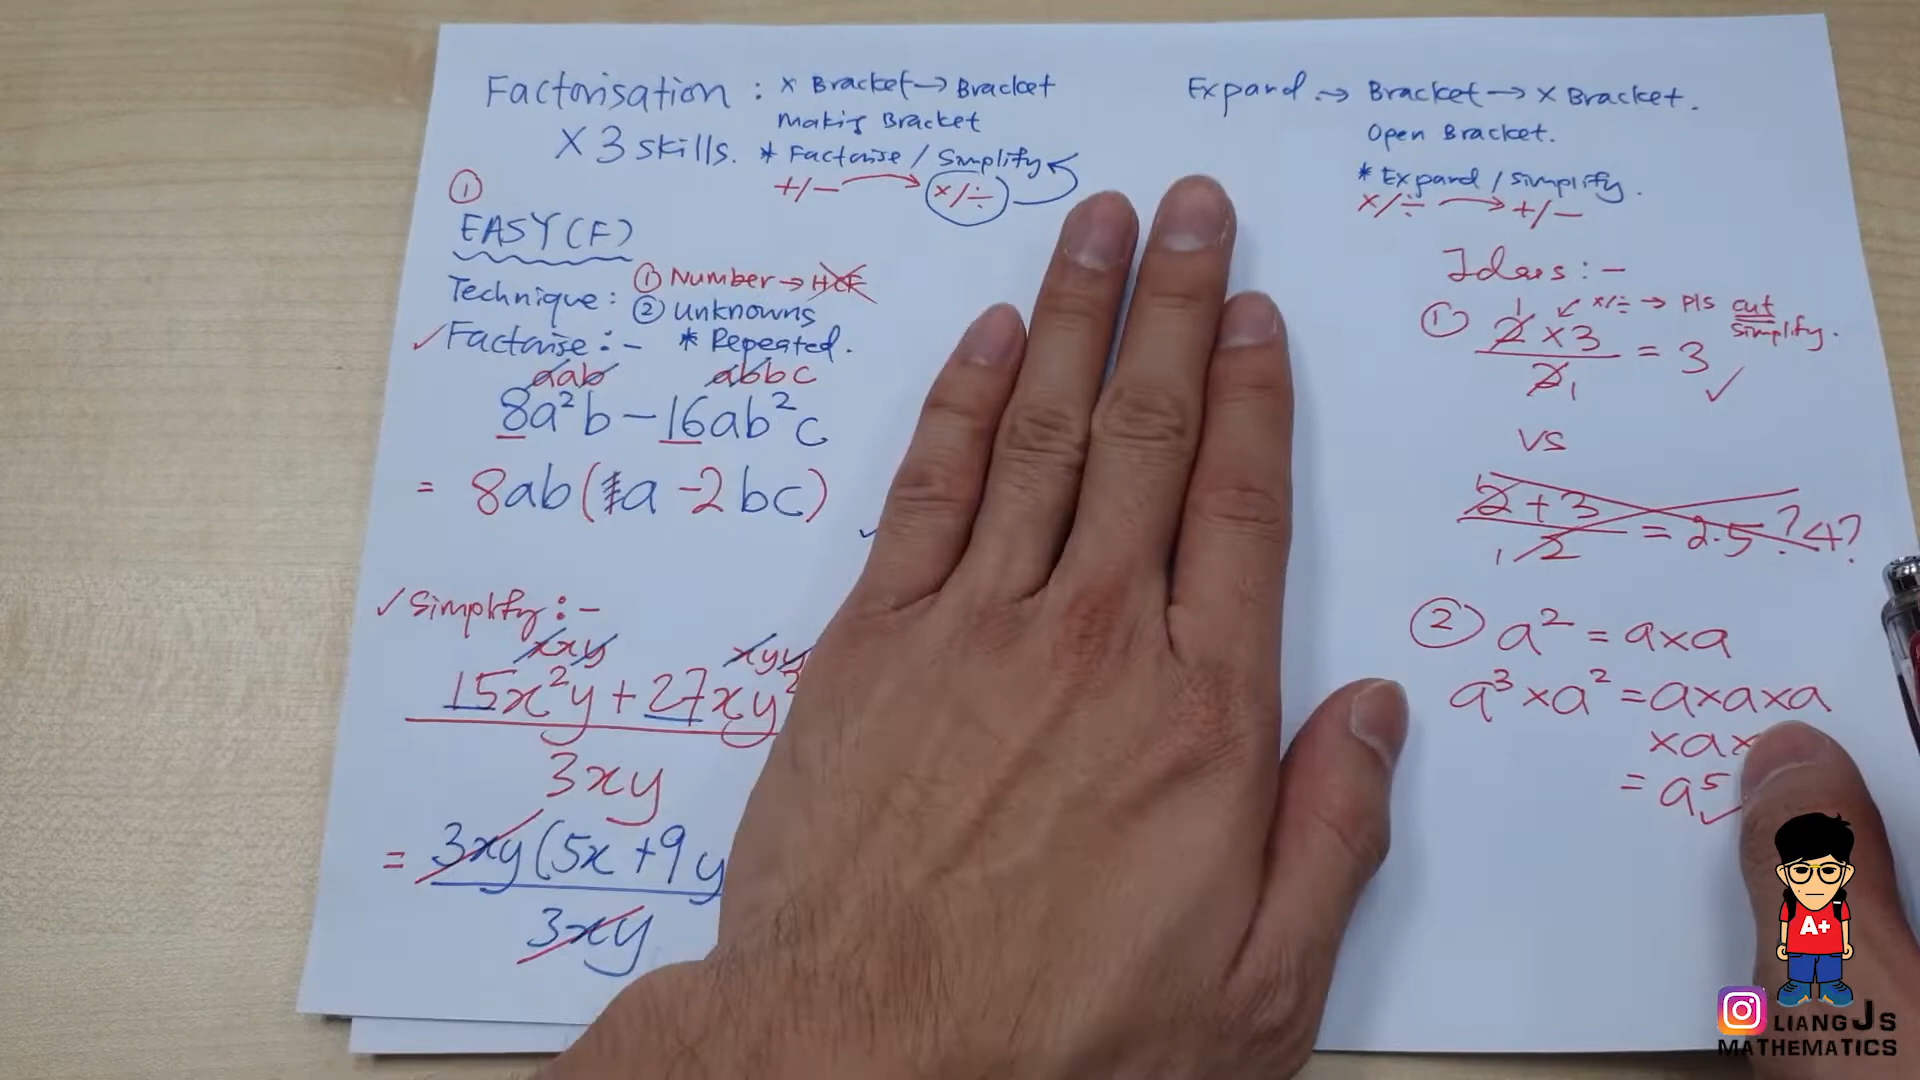 Factorisation : x Bracket → Bracket
Making Bracket
x 3 skills. * Factorise / Simplify
+/− → x/÷
①
EASY (F)
Technique : ① Number →
② Unknowns
✓ Factorise : − * Repeated.
aab abbc
8a²b − 16ab²c
= 8ab(a − 2bc)
✓ Simplify : −
xxy xyy
15x²y + 27xy²
3xy
= 3xy(5x + 9y
3xy
Expand → Bracket → x Bracket.
Open Bracket.
* Expand / Simplify.
x/÷ → +/−
Ideas : −
① 2 x 3 / 2 = 3 ✓
x/÷ → Pls cut
Simplify.
vs
2 + 3 / 2 = 2.5 ? 4?
② a² = a x a
a³ x a² = a x a x a
x a x
= a⁵ ✓
A+
LIANGJS
MATHEMATICS